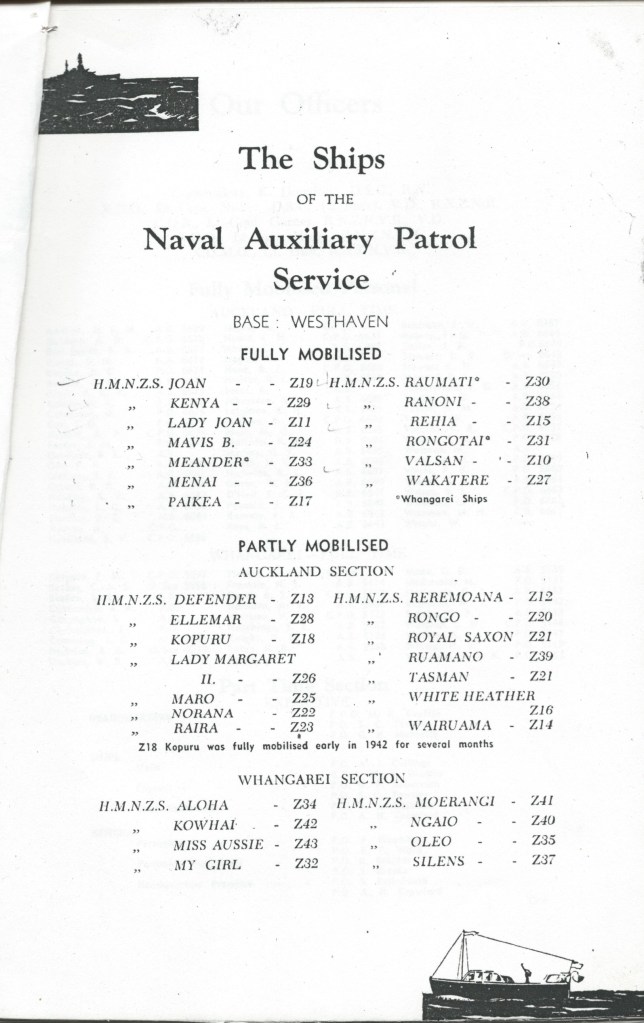 The Ships
OF THE
Naval Auxiliary Patrol
Service
BASE : WESTHAVEN
FULLY MOBILISED
H.M.N.Z.S. JOAN - - Z19
„ KENYA - - Z29
„ LADY JOAN - Z11
„ MAVIS B. - Z24
„ MEANDER* - Z33
„ MENAI - - Z36
„ PAIKEA - - Z17
H.M.N.Z.S. RAUMATI* - Z30
„ RANONI - - Z38
„ REHIA - - Z15
„ RONGOTAI* - Z31
„ VALSAN - - Z10
„ WAKATERE - Z27
*Whangarei Ships
PARTLY MOBILISED
AUCKLAND SECTION
H.M.N.Z.S. DEFENDER - Z13
„ ELLEMAR - Z28
„ KOPURU - Z18
„ LADY MARGARET
II. - - Z26
„ MARO - - Z25
„ NORANA - Z22
„ RAIRA - - Z23
H.M.N.Z.S. REREMOANA - Z12
„ RONGO - - Z20
„ ROYAL SAXON Z21
„ RUAMANO - Z39
„ TASMAN - Z21
„ WHITE HEATHER
Z16
„ WAIRUAMA - Z14
Z18 Kopuru was fully mobilised early in 1942 for several months
WHANGAREI SECTION
H.M.N.Z.S. ALOHA - Z34
„ KOWHAI - Z42
„ MISS AUSSIE - Z43
„ MY GIRL - Z32
H.M.N.Z.S. MOERANGI - Z41
„ NGAIO - - Z40
„ OLEO - - Z35
„ SILENS - - Z37